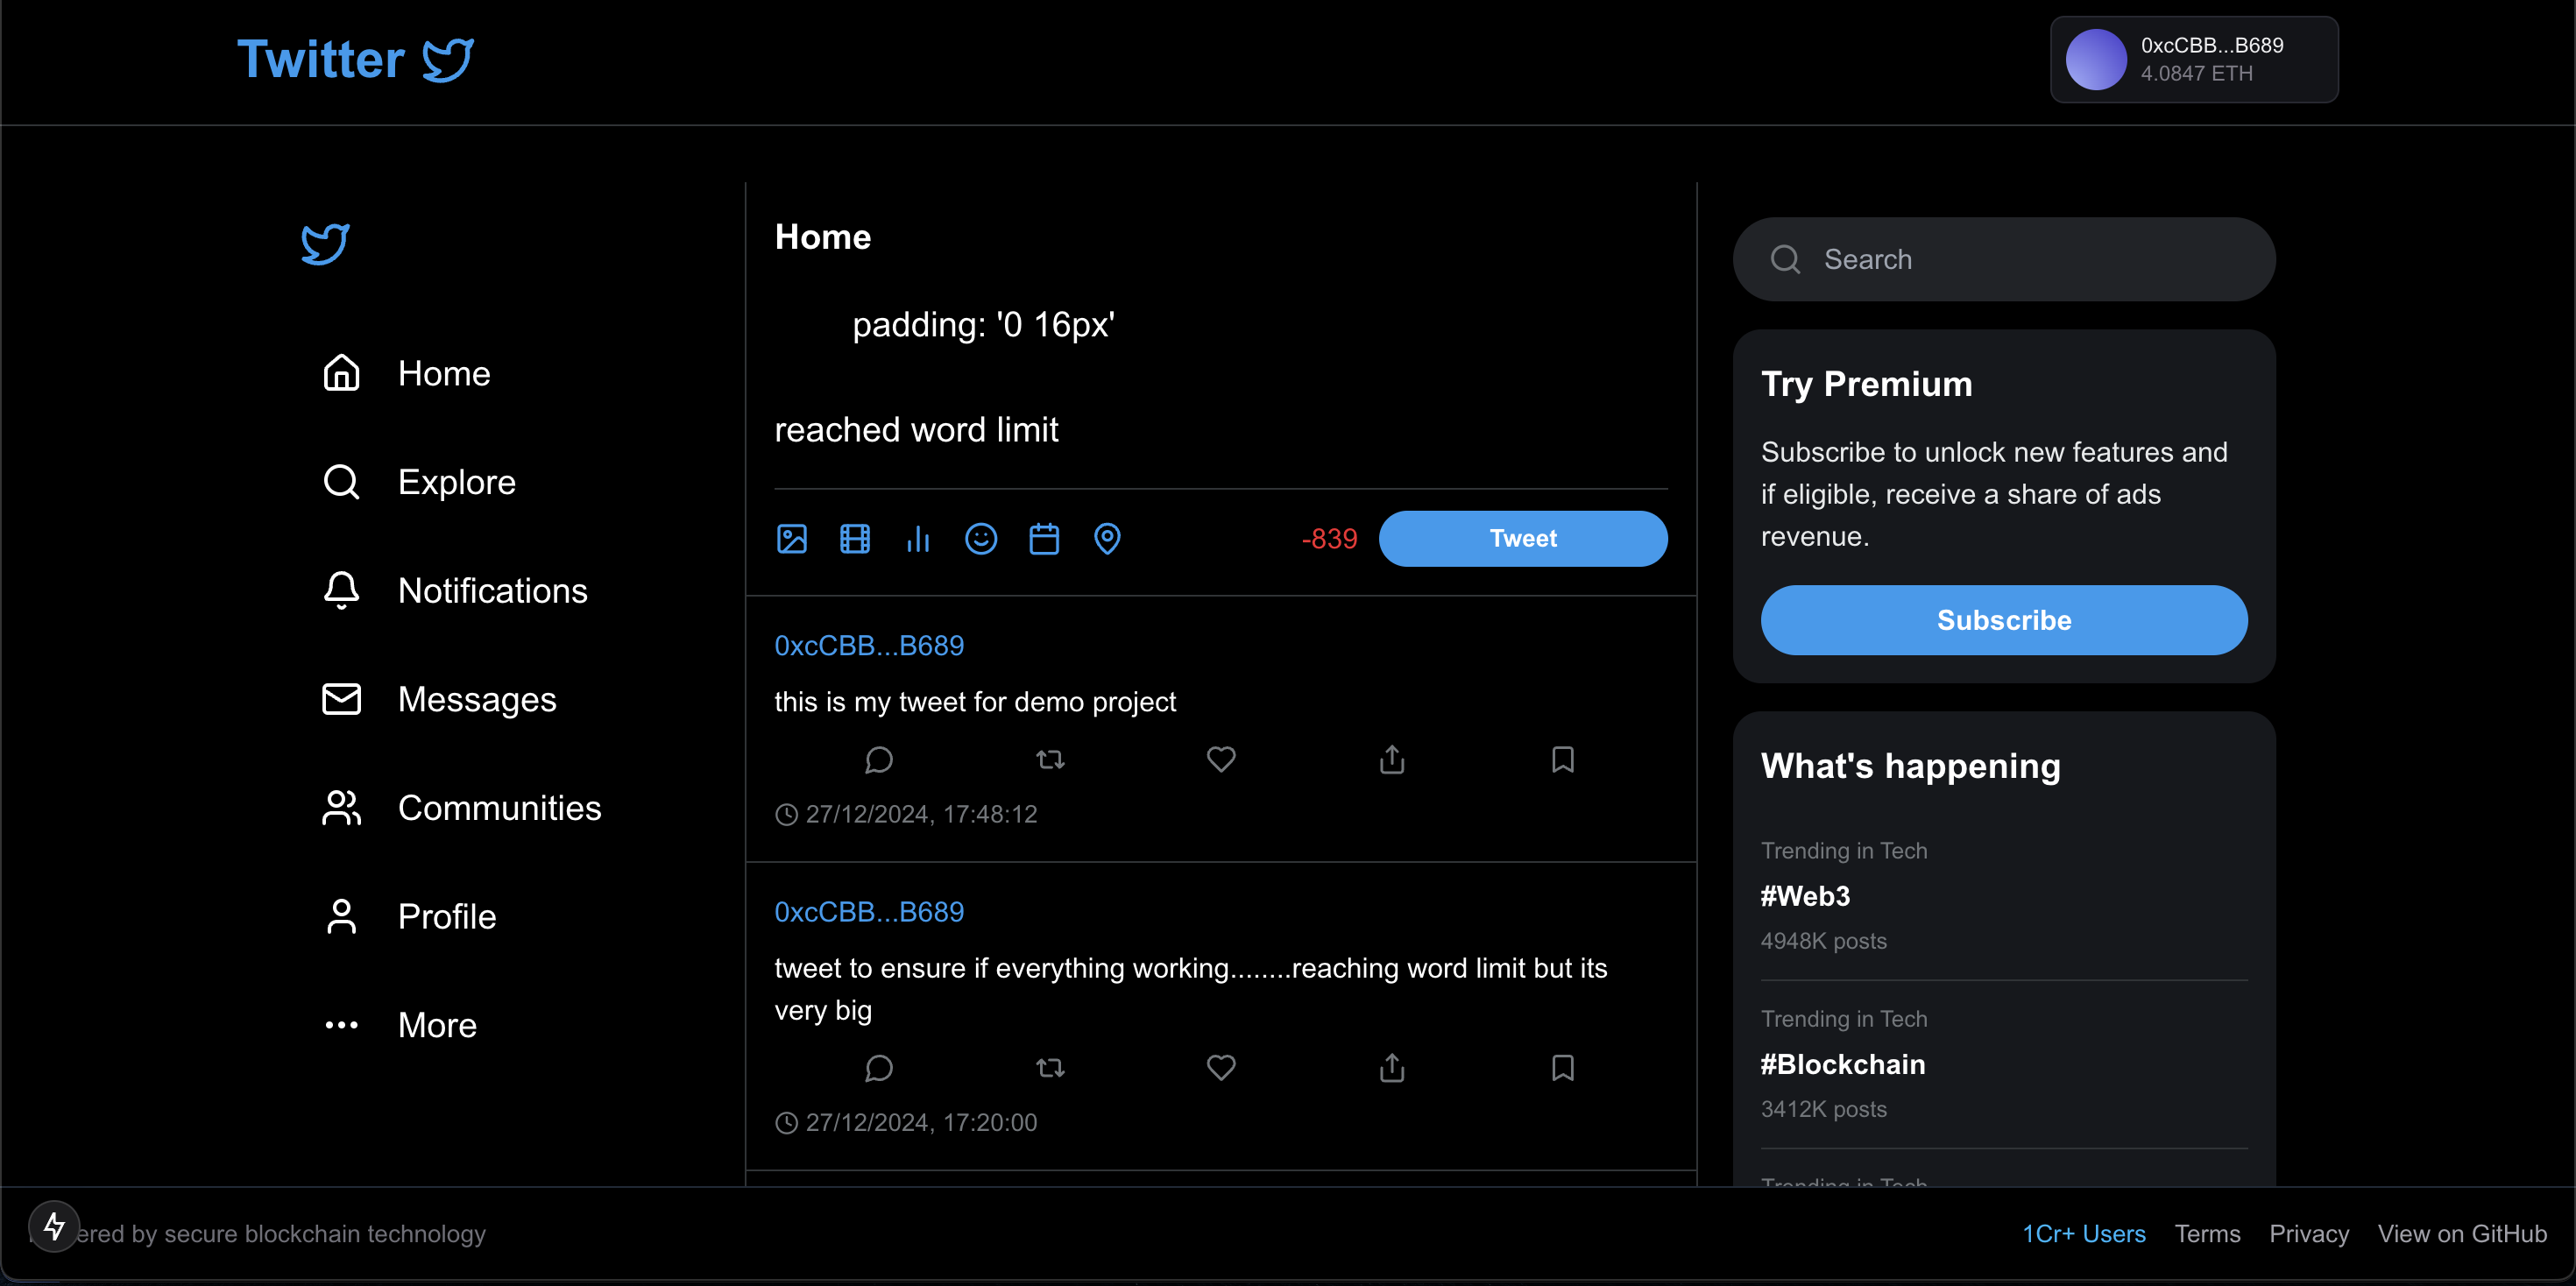 Twitter
0xcCBB...B689
4.0847 ETH
Home
Explore
Notifications
Messages
Communities
Profile
More
Home
padding: '0 16px'
reached word limit
-839
Tweet
0xcCBB...B689
this is my tweet for demo project
27/12/2024, 17:48:12
0xcCBB...B689
tweet to ensure if everything working........reaching word limit but its
very big
27/12/2024, 17:20:00
Search
Try Premium
Subscribe to unlock new features and
if eligible, receive a share of ads
revenue.
Subscribe
What's happening
Trending in Tech
#Web3
4948K posts
Trending in Tech
#Blockchain
3412K posts
Trending in Tech
by secure blockchain technology
1Cr+ Users
Terms
Privacy
View on GitHub